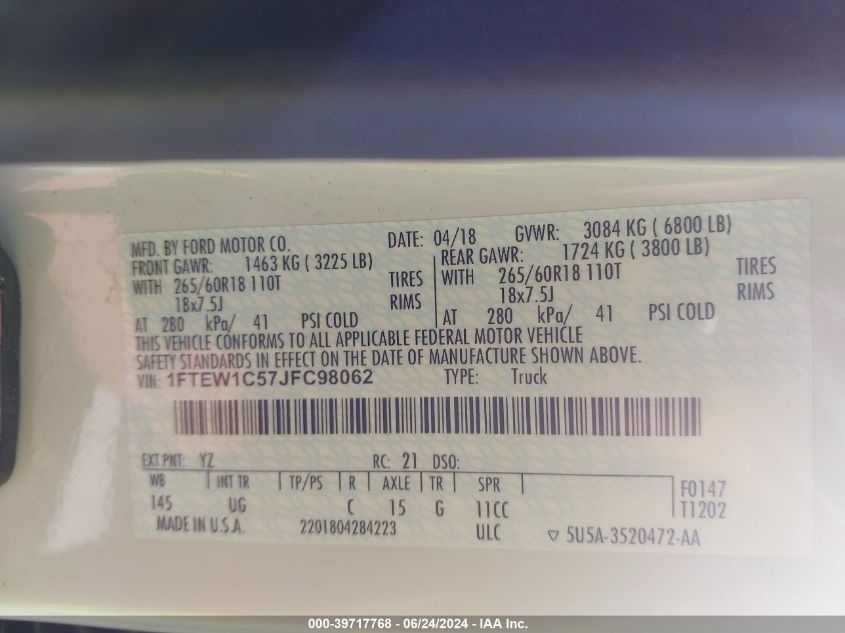 MFD. BY FORD MOTOR CO. DATE: 04/18 GVWR: 3084 KG ( 6800 LB)
FRONT GAWR: 1463 KG ( 3225 LB) REAR GAWR: 1724 KG ( 3800 LB)
WITH 265/60R18 110T TIRES WITH 265/60R18 110T TIRES
18x7.5J RIMS 18x7.5J RIMS
AT 280 kPa/ 41 PSI COLD AT 280 kPa/ 41 PSI COLD
THIS VEHICLE CONFORMS TO ALL APPLICABLE FEDERAL MOTOR VEHICLE
SAFETY STANDARDS IN EFFECT ON THE DATE OF MANUFACTURE SHOWN ABOVE.
VIN: 1FTEW1C57JFC98062 TYPE: Truck
EXT PNT: YZ RC: 21 DSO:
WB INT TR TP/PS R AXLE TR SPR F0147
145 UG C 15 G 11CC T1202
MADE IN U.S.A. 2201804284223 ULC ▽ 5U5A-3520472-AA
000-39717768 - 06/24/2024 - IAA Inc.